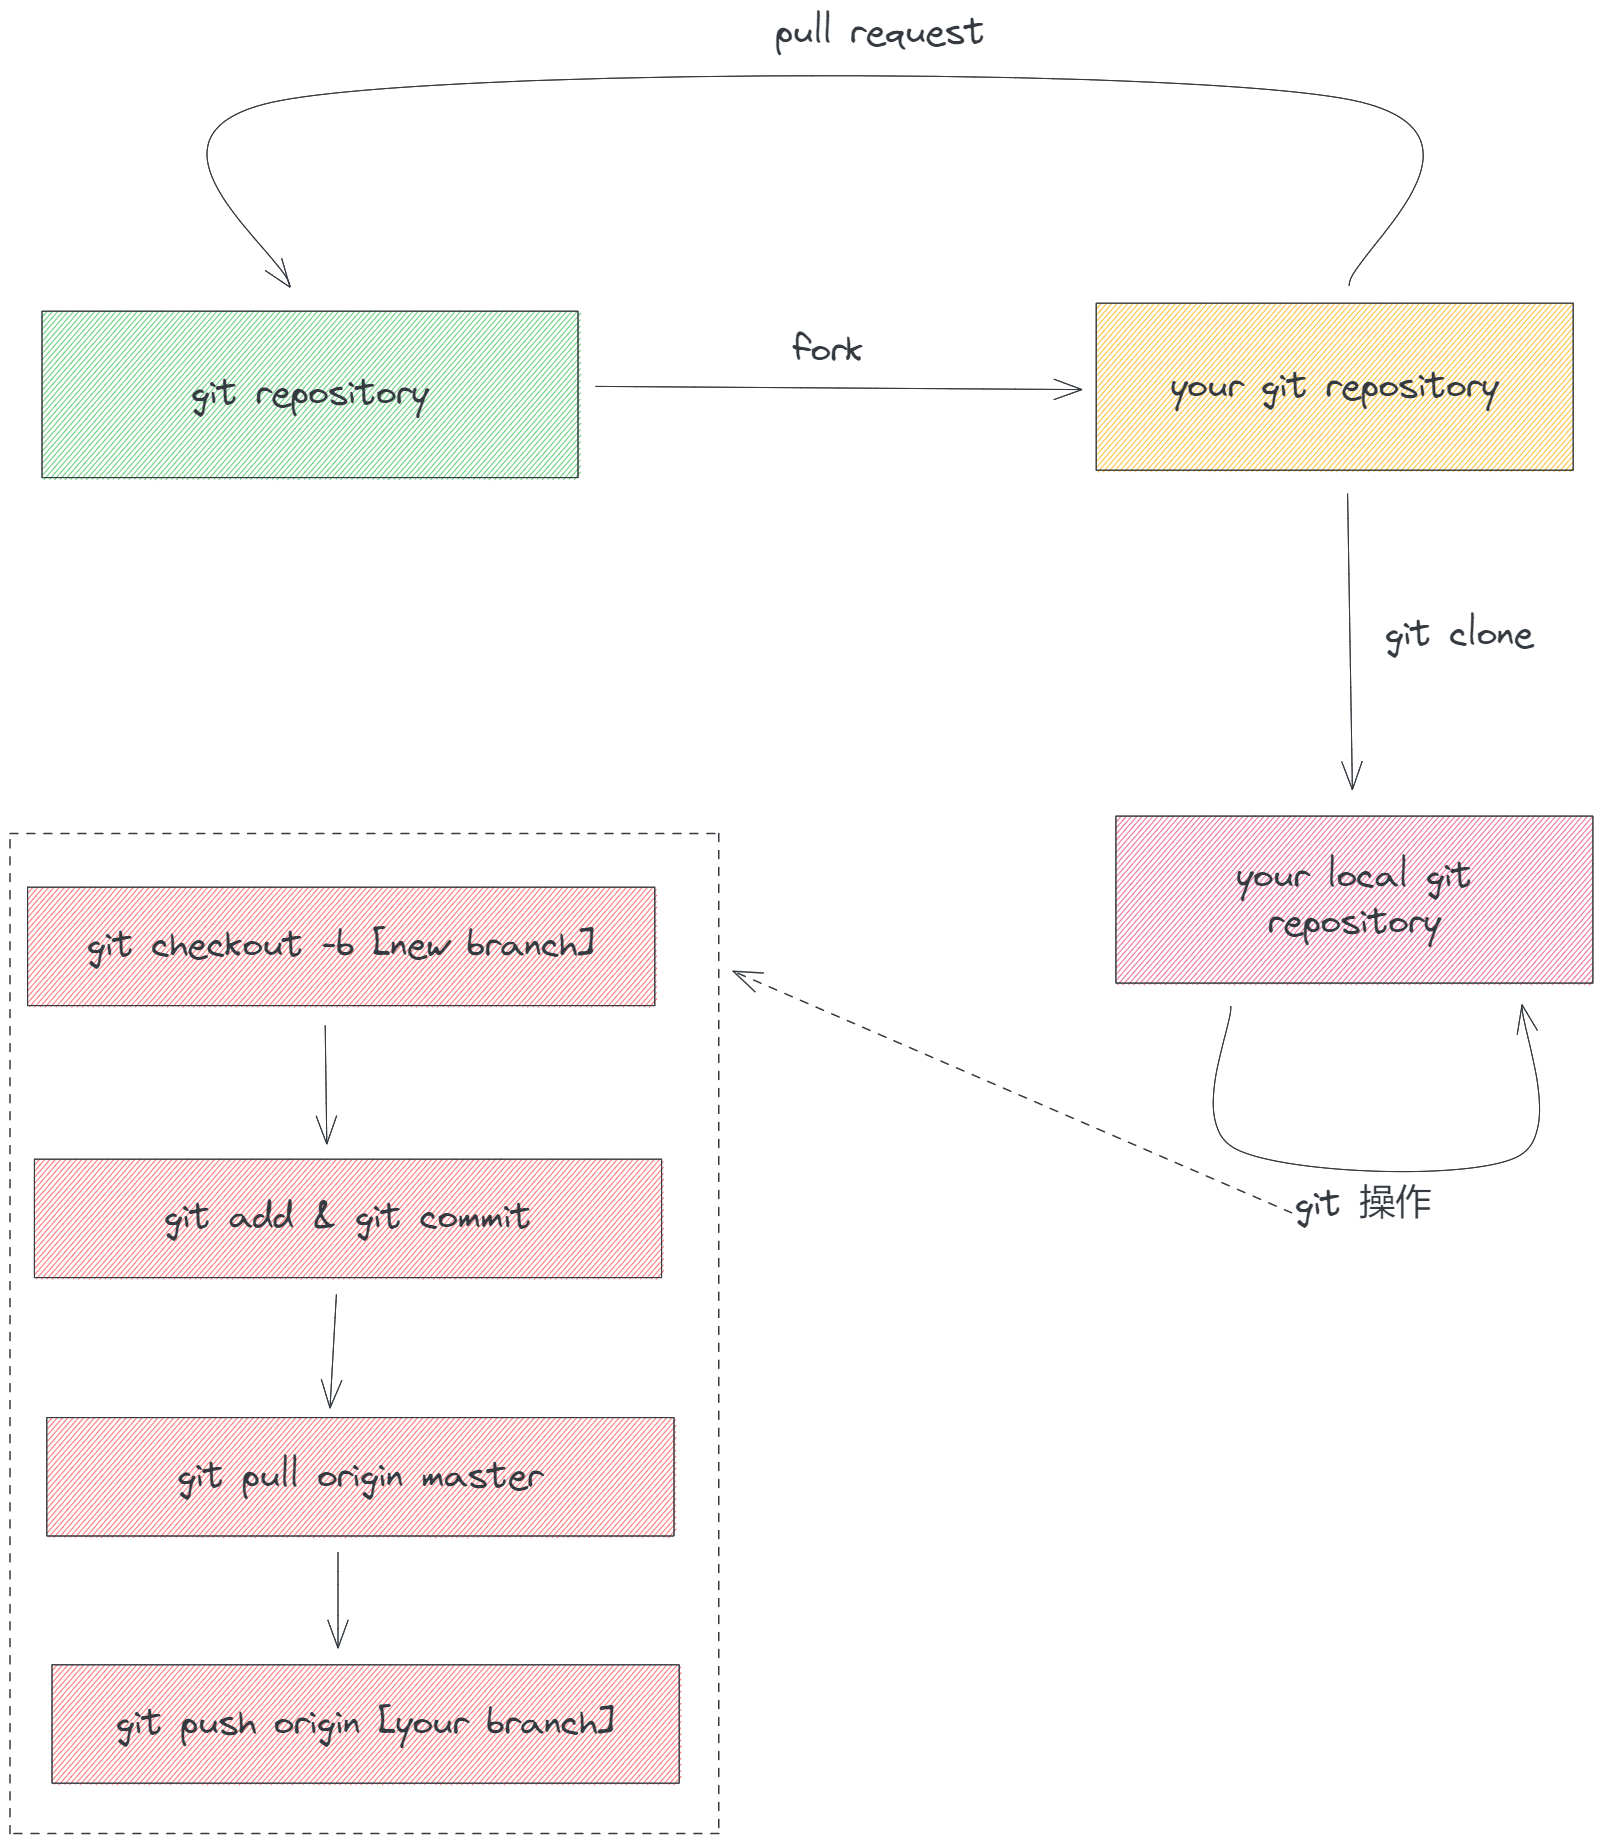 pull request
git repository
fork
your git repository
git clone
your local git
repository
git 操作
git checkout -b [new branch]
git add & git commit
git pull origin master
git push origin [your branch]